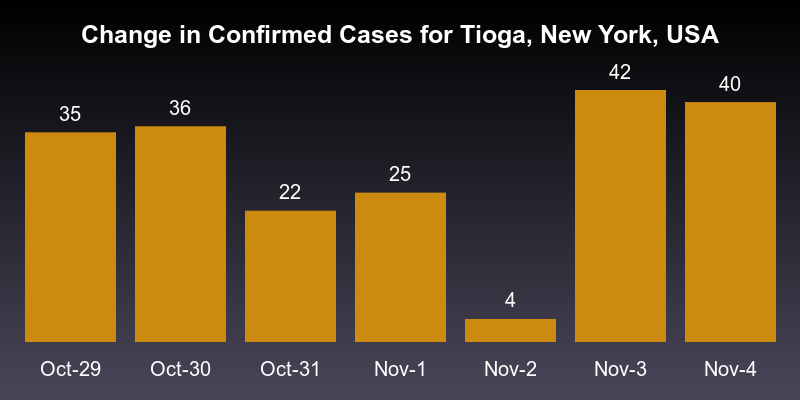 Change in Confirmed Cases for Tioga, New York, USA
35 36 22 25 4 42 40
Oct-29 Oct-30 Oct-31 Nov-1 Nov-2 Nov-3 Nov-4